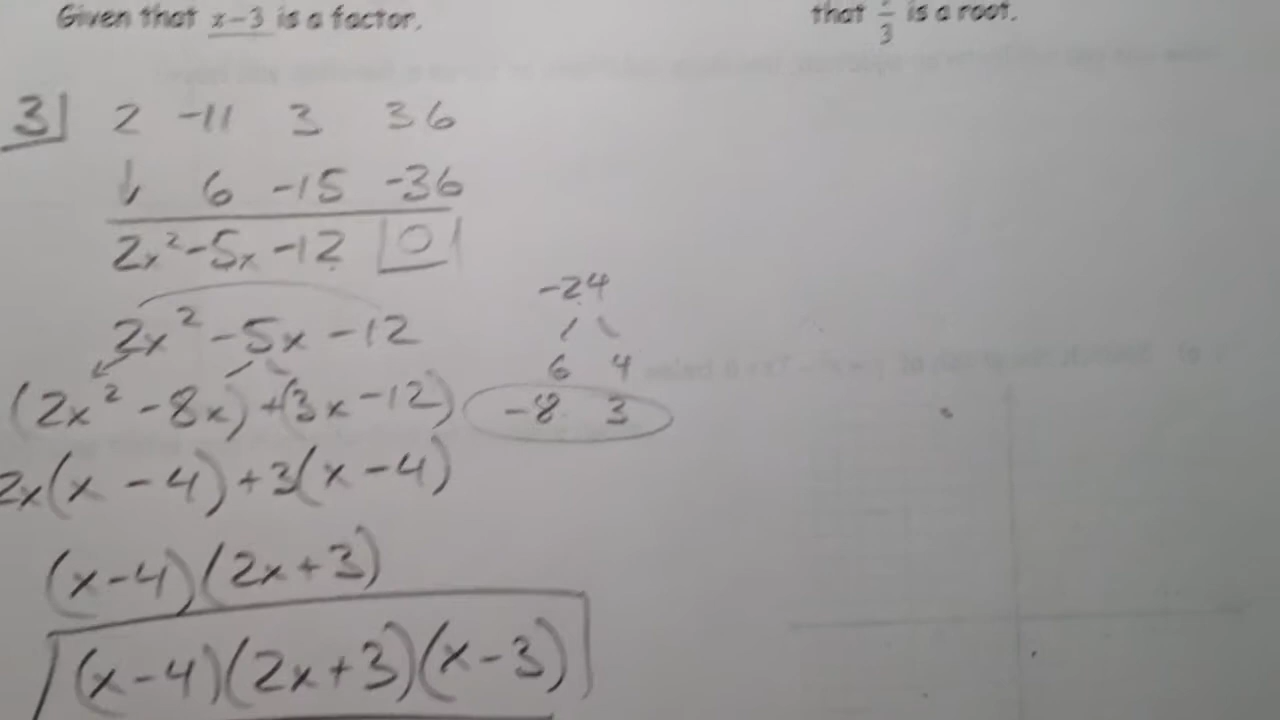 Given that x-3 is a factor.
that 3 is a root.
3 2 -11 3 36
↓ 6 -15 -36
2x²-5x-12 0
2x² -5x -12
-24
6 4
(2x² -8x) +(3x-12)
-8 3
2x(x - 4) +3(x-4)
(x-4)(2x+3)
(x-4)(2x+3)(x-3)